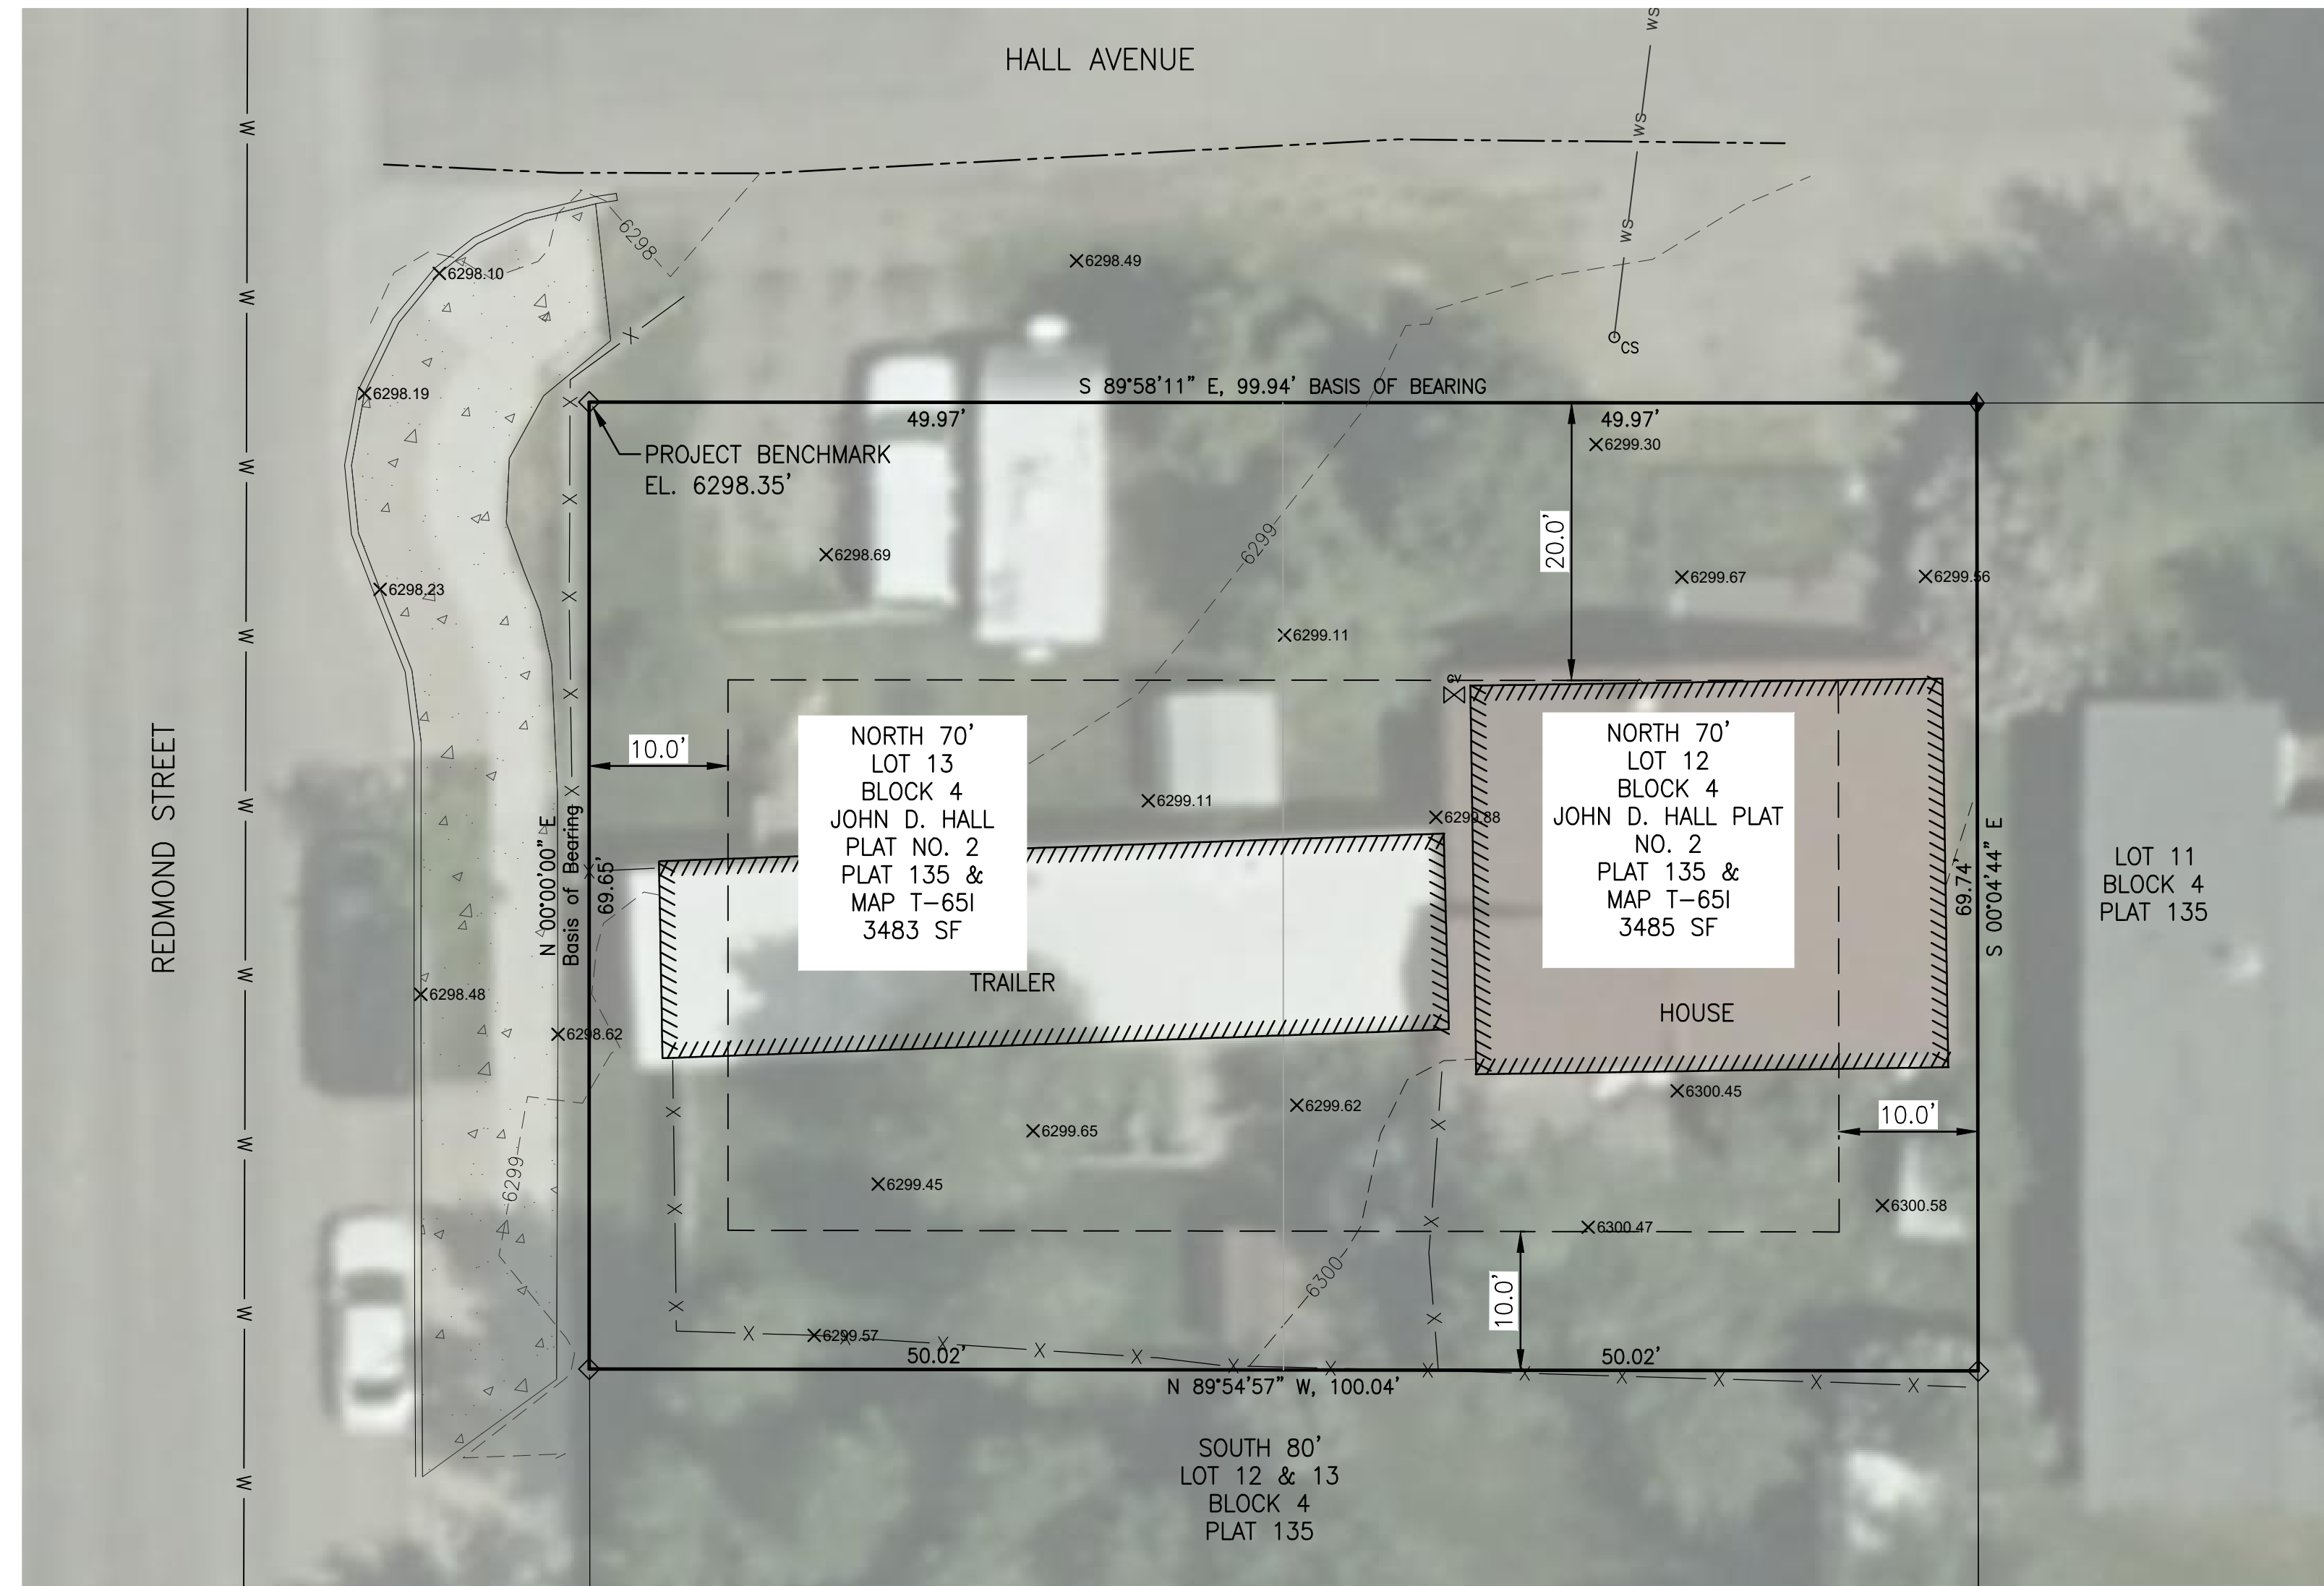 HALL AVENUE
WS
WS
WS
W
6298
6298.10
6298.49
W
CS
S 89°58'11" E, 99.94' BASIS OF BEARING
6298.19
X
49.97'
49.97'
6299.30
PROJECT BENCHMARK
EL. 6298.35'
W
X
20.0'
6299
6298.69
6299.67
6299.56
6298.23
X
6299.11
W
X
GV
10.0'
NORTH 70'
LOT 13
BLOCK 4
JOHN D. HALL
PLAT NO. 2
PLAT 135 &
MAP T-65I
3483 SF
NORTH 70'
LOT 12
BLOCK 4
JOHN D. HALL PLAT
NO. 2
PLAT 135 &
MAP T-65I
3485 SF
REDMOND STREET
W
X
6299.11
6299.88
N 00°00'00" E
Basis of Bearing
69.65'
69.74'
S 00°04'44" E
LOT 11
BLOCK 4
PLAT 135
W
TRAILER
HOUSE
6298.48
6298.62
6300.45
6299.62
10.0'
6299.65
W
X
X
6299
6299.45
6300.58
6300.47
X
X
6300
10.0'
W
X
X
X
6299.57
X
X
X
X
X
X
50.02'
50.02'
N 89°54'57" W, 100.04'
X
X
X
X
X
SOUTH 80'
LOT 12 & 13
BLOCK 4
PLAT 135
W